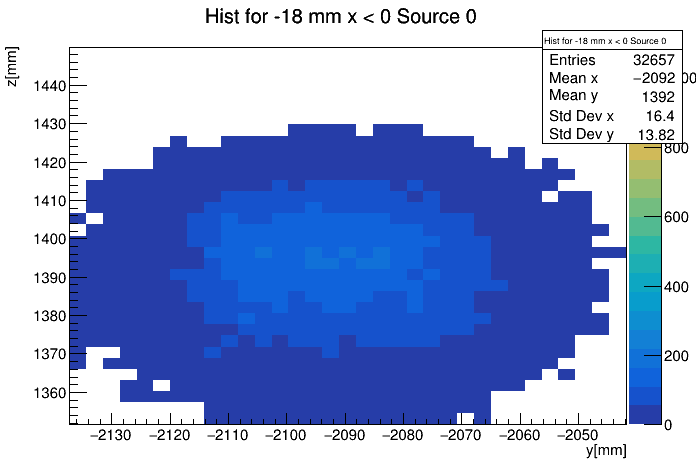 Hist for -18 mm x < 0 Source 0
Hist for -18 mm x < 0 Source 0
Entries 32657
Mean x −2092
Mean y 1392
Std Dev x 16.4
Std Dev y 13.82
z[mm]
1440
1430
1420
1410
1400
1390
1380
1370
1360
−2130 −2120 −2110 −2100 −2090 −2080 −2070 −2060 −2050
y[mm]
800
600
400
200
0